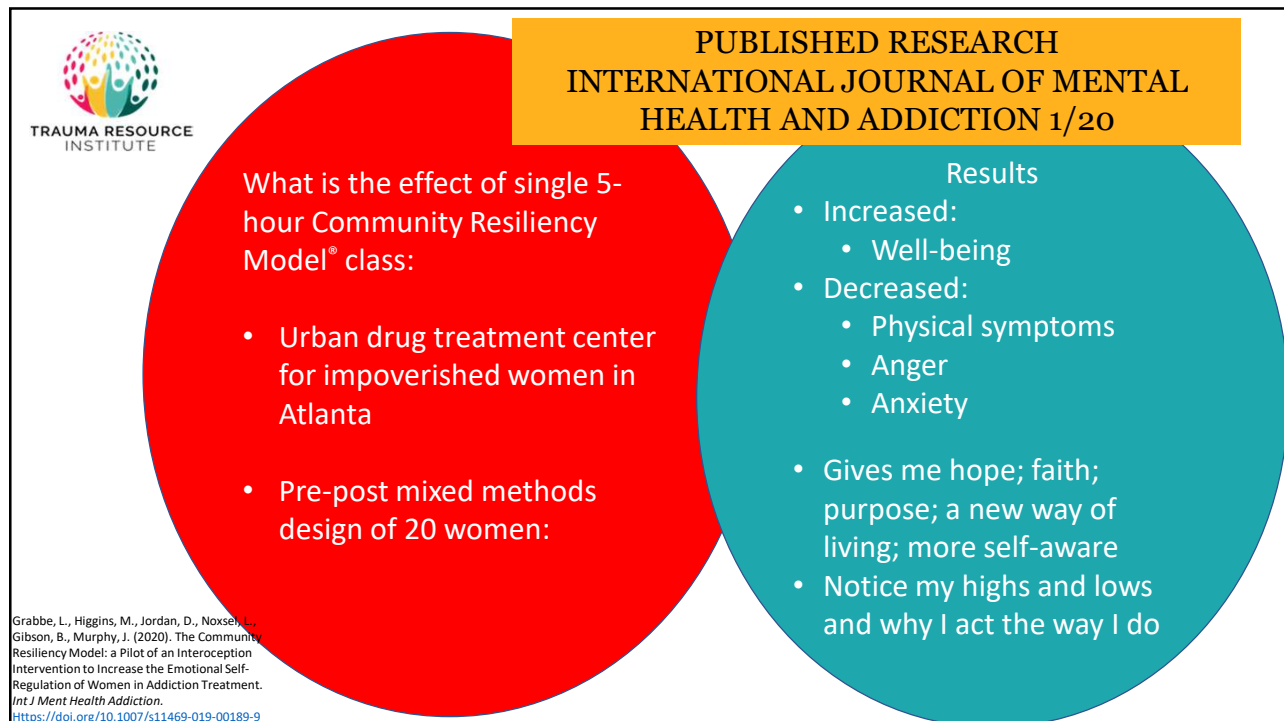 TRAUMA RESOURCE
INSTITUTE
PUBLISHED RESEARCH
INTERNATIONAL JOURNAL OF MENTAL
HEALTH AND ADDICTION 1/20
What is the effect of single 5-
hour Community Resiliency
Model® class:
• Urban drug treatment center
for impoverished women in
Atlanta
• Pre-post mixed methods
design of 20 women:
Results
• Increased:
• Well-being
• Decreased:
• Physical symptoms
• Anger
• Anxiety
• Gives me hope; faith;
purpose; a new way of
living; more self-aware
• Notice my highs and lows
and why I act the way I do
Grabbe, L., Higgins, M., Jordan, D., Noxsel, L.,
Gibson, B., Murphy, J. (2020). The Community
Resiliency Model: a Pilot of an Interoception
Intervention to Increase the Emotional Self-
Regulation of Women in Addiction Treatment.
Int J Ment Health Addiction.
Https://doi.org/10.1007/s11469-019-00189-9